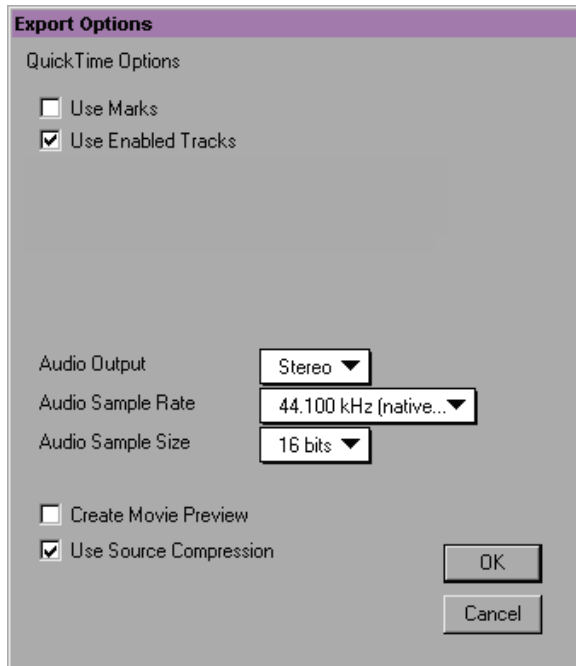 Export Options
QuickTime Options
Use Marks
Use Enabled Tracks
Audio Output Stereo
Audio Sample Rate 44.100 kHz (native...
Audio Sample Size 16 bits
Create Movie Preview
Use Source Compression
OK
Cancel